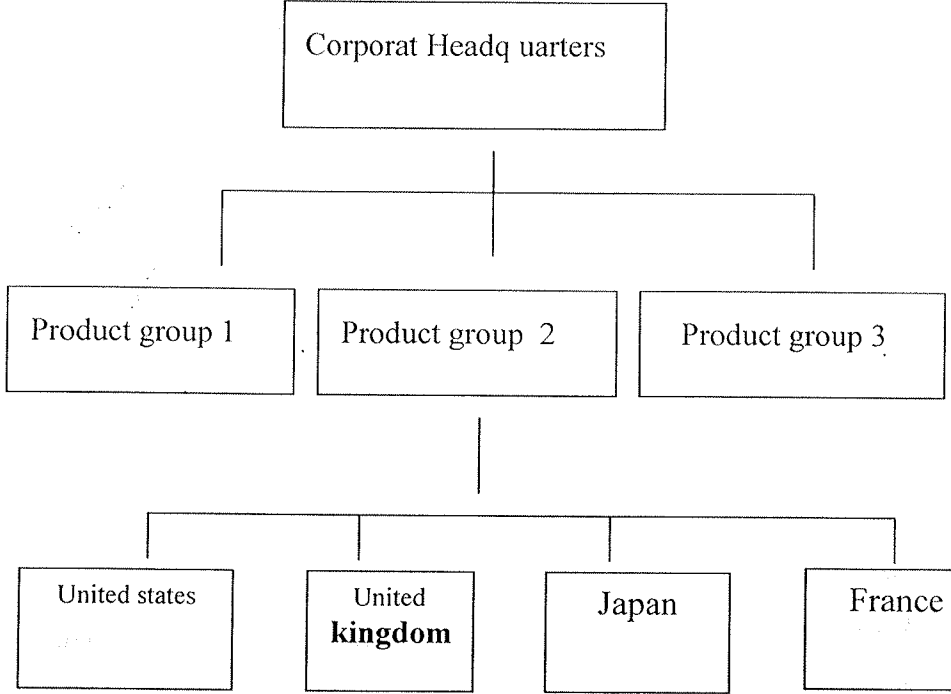 Corporat Headq uarters
Product group 1
Product group 2
Product group 3
United states
United
kingdom
Japan
France